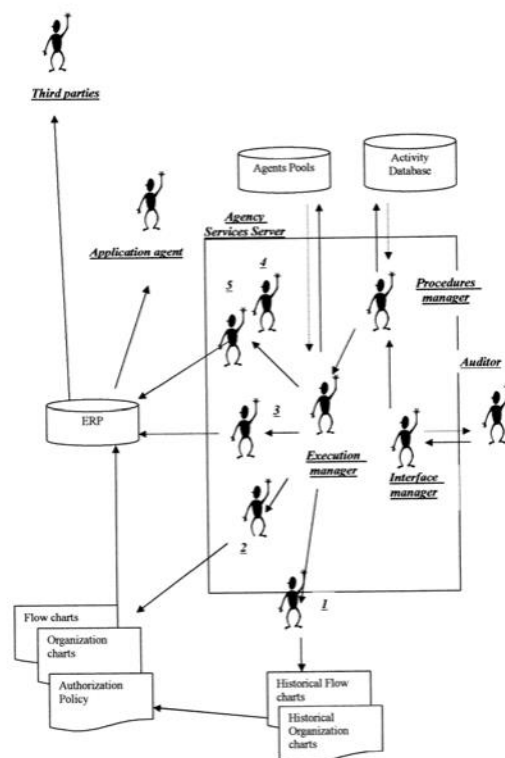 Third parties
Agents Pools
Activity
Database
Agency
Services Server
Application agent
4
5
Procedures
manager
Auditor
ERP
3
Execution
manager
Interface
manager
2
1
Flow charts
Organization
charts
Authorization
Policy
Historical Flow
charts
Historical
Organization
charts